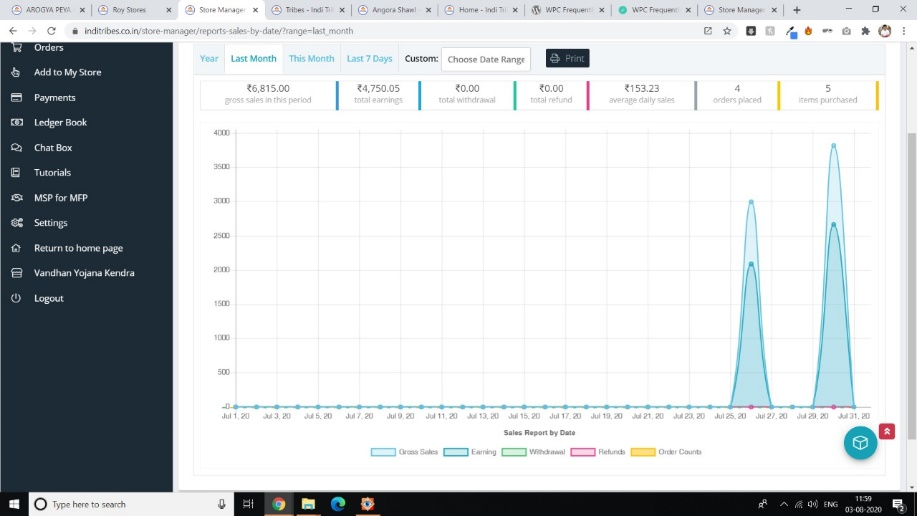 AROGYA PEYA
Roy Stores
Store Manager
Tribes - Indi Tri
Angora Shawl
Home - Indi Tri
WPC Frequentl
WPC Frequent
Store Manager
inditribes.co.in/store-manager/reports-sales-by-date/?range=last_month
Orders
Add to My Store
Payments
Ledger Book
Chat Box
Tutorials
MSP for MFP
Settings
Return to home page
Vandhan Yojana Kendra
Logout
Year Last Month This Month Last 7 Days Custom: Choose Date Range Print
₹6,815.00 ₹4,750.05 ₹0.00 ₹0.00 ₹153.23 4 5
gross sales in this period total earnings total withdrawal total refund average daily sales orders placed items purchased
4000
3500
3000
2500
2000
1500
1000
500
-0
Jul 1, 20 Jul 3, 20 Jul 5, 20 Jul 7, 20 Jul 9, 20 Jul 11, 20 Jul 13, 20 Jul 15, 20 Jul 17, 20 Jul 19, 20 Jul 21, 20 Jul 23, 20 Jul 25, 20 Jul 27, 20 Jul 29, 20 Jul 31, 20
Sales Report by Date
Gross Sales Earning Withdrawal Refunds Order Counts
Type here to search
ENG
11:59
03-08-2020
2